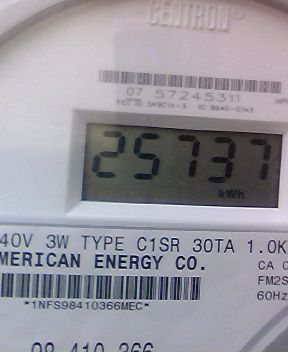 CENTRON®
07 57245311
25737
kWh
40V 3W TYPE C1SR 30TA 1.0K
MERICAN ENERGY CO.
CA 0
FM2S
60Hz
*1NFS98410366MEC*
98 410 366